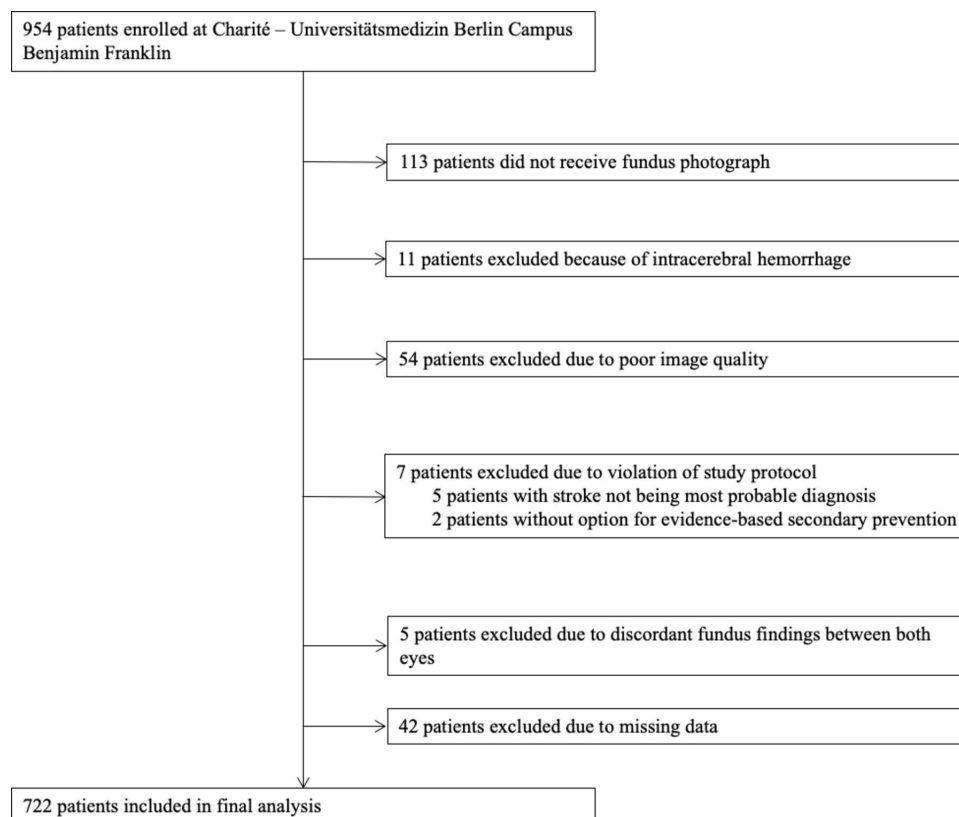 954 patients enrolled at Charité – Universitätsmedizin Berlin Campus
Benjamin Franklin
113 patients did not receive fundus photograph
11 patients excluded because of intracerebral hemorrhage
54 patients excluded due to poor image quality
7 patients excluded due to violation of study protocol
5 patients with stroke not being most probable diagnosis
2 patients without option for evidence-based secondary prevention
5 patients excluded due to discordant fundus findings between both
eyes
42 patients excluded due to missing data
722 patients included in final analysis